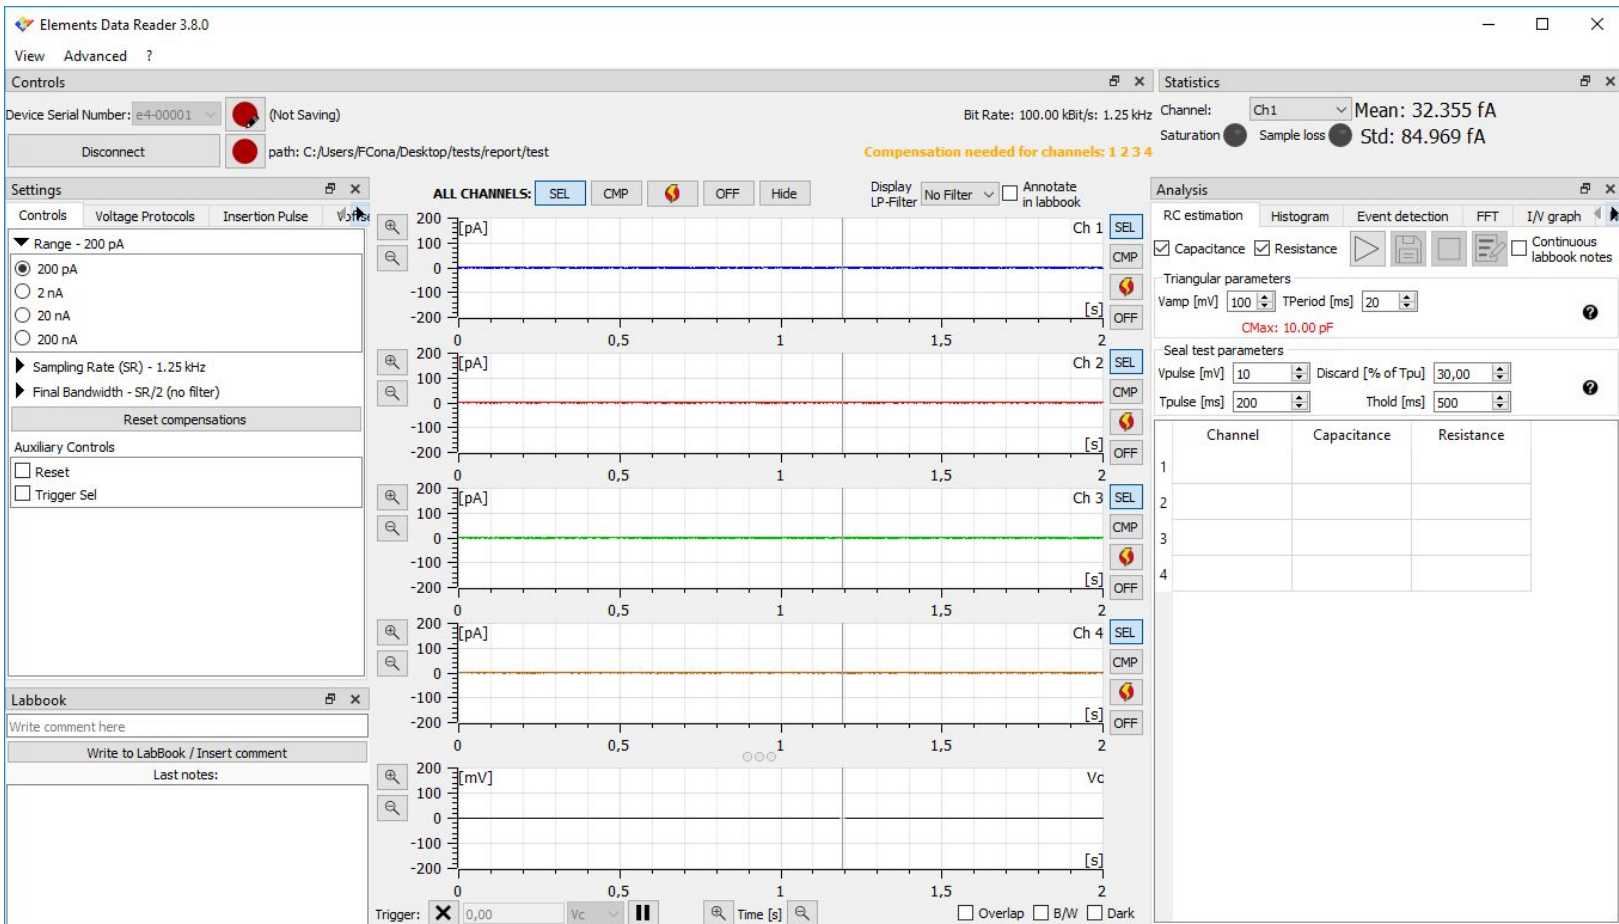 Elements Data Reader 3.8.0
View Advanced ?
Controls
Device Serial Number: e4-00001 (Not Saving) Bit Rate: 100.00 kBit/s: 1.25 kHz
Disconnect path: C:/Users/FCona/Desktop/tests/report/test Compensation needed for channels: 1 2 3 4
Statistics
Channel: Ch1 Mean: 32.355 fA
Saturation Sample loss Std: 84.969 fA
Settings
Controls Voltage Protocols Insertion Pulse
Range - 200 pA
200 pA
2 nA
20 nA
200 nA
Sampling Rate (SR) - 1.25 kHz
Final Bandwidth - SR/2 (no filter)
Reset compensations
Auxiliary Controls
Reset
Trigger Sel
Labbook
Write comment here
Write to LabBook / Insert comment
Last notes:
ALL CHANNELS: SEL CMP OFF Hide Display LP-Filter No Filter Annotate in labbook
200 [pA] Ch 1 SEL
100 CMP
0
-100
-200 [s] OFF
0 0,5 1 1,5 2
200 [pA] Ch 2 SEL
100 CMP
0
-100
-200 [s] OFF
0 0,5 1 1,5 2
200 [pA] Ch 3 SEL
100 CMP
0
-100
-200 [s] OFF
0 0,5 1 1,5 2
200 [pA] Ch 4 SEL
100 CMP
0
-100
-200 [s] OFF
0 0,5 1 1,5 2
200 [mV] Vc
100
0
-100
-200 [s]
0 0,5 1 1,5 2
Trigger: 0,00 Vc Time [s] Overlap B/W Dark
Analysis
RC estimation Histogram Event detection FFT I/V graph
Capacitance Resistance Continuous labbook notes
Triangular parameters
Vamp [mV] 100 TPeriod [ms] 20
CMax: 10.00 pF
Seal test parameters
Vpulse [mV] 10 Discard [% of Tpu] 30,00
Tpulse [ms] 200 Thold [ms] 500
Channel Capacitance Resistance
1
2
3
4